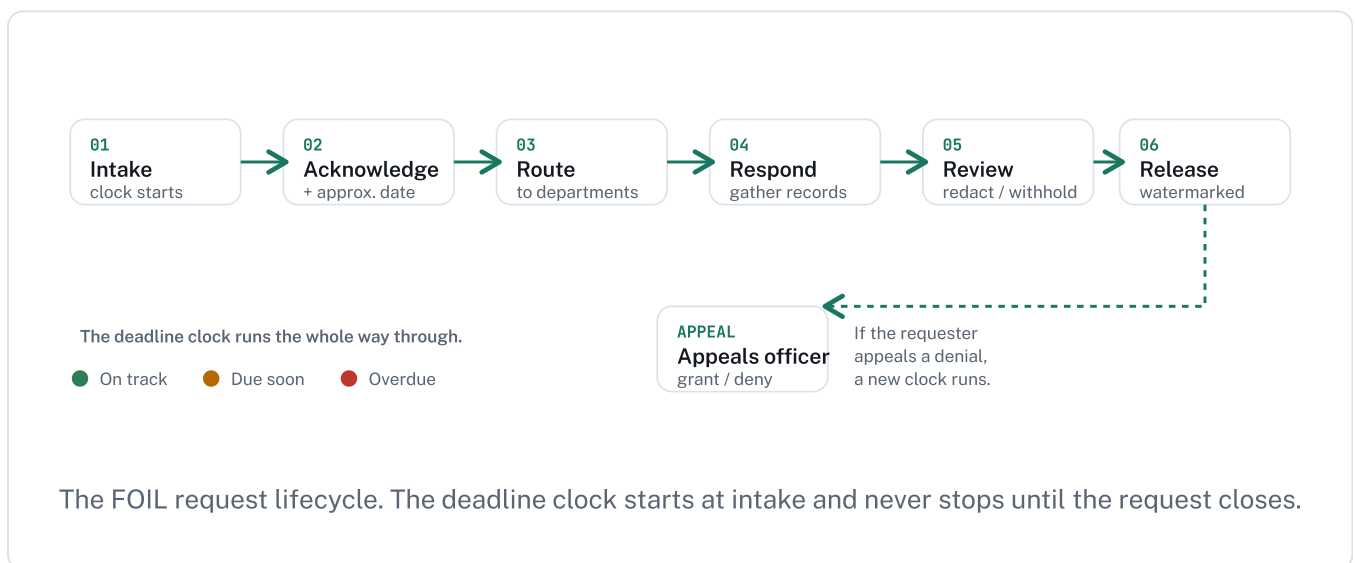 01
Intake
clock starts
02
Acknowledge
+ approx. date
03
Route
to departments
04
Respond
gather records
05
Review
redact / withhold
06
Release
watermarked
APPEAL
Appeals officer
grant / deny
If the requester
appeals a denial,
a new clock runs.
The deadline clock runs the whole way through.
On track
Due soon
Overdue
The FOIL request lifecycle. The deadline clock starts at intake and never stops until the request closes.